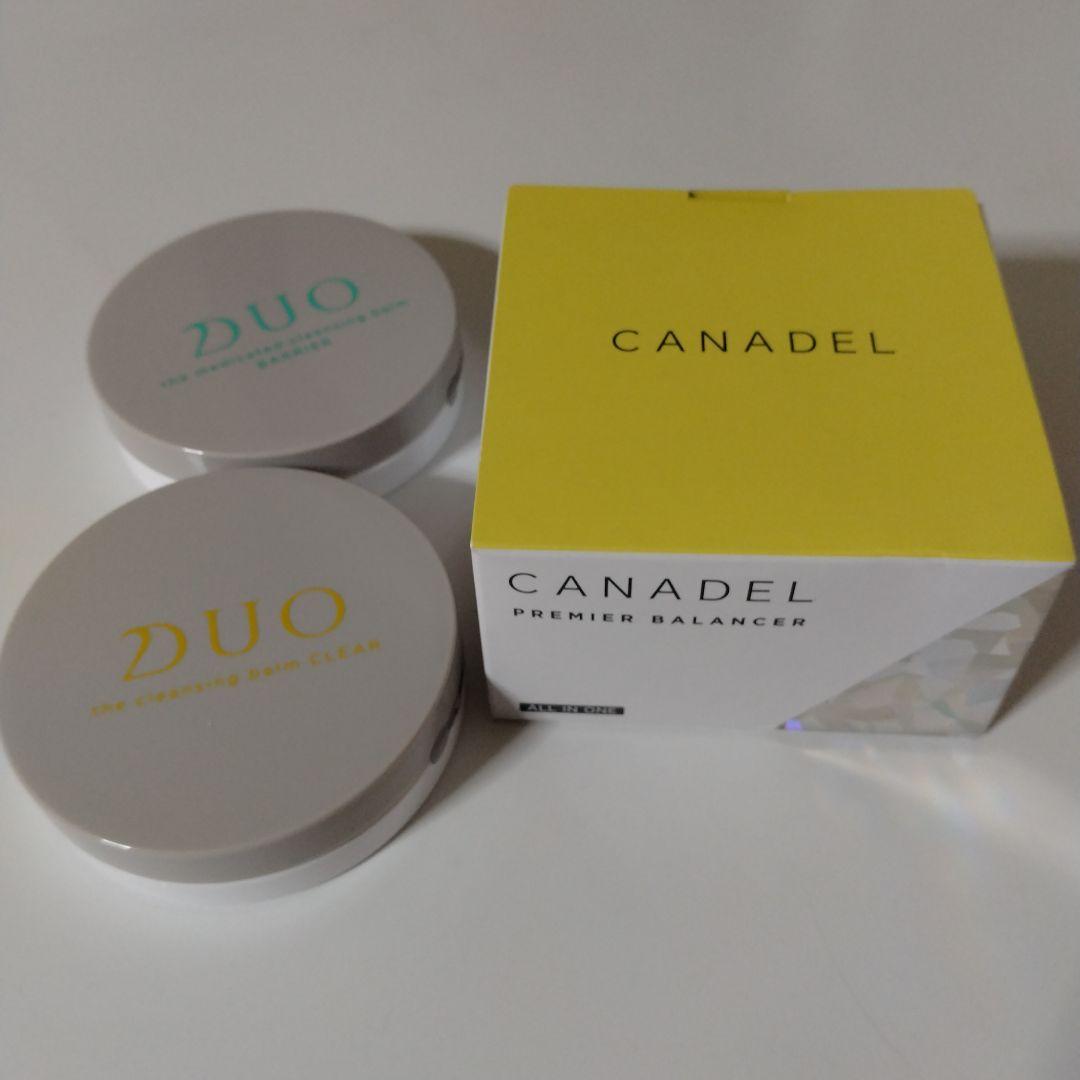 DUO
the medicated cleansing balm
BARRIER
DUO
the cleansing balm CLEAR
CANADEL
CANADEL
PREMIER BALANCER
ALL IN ONE